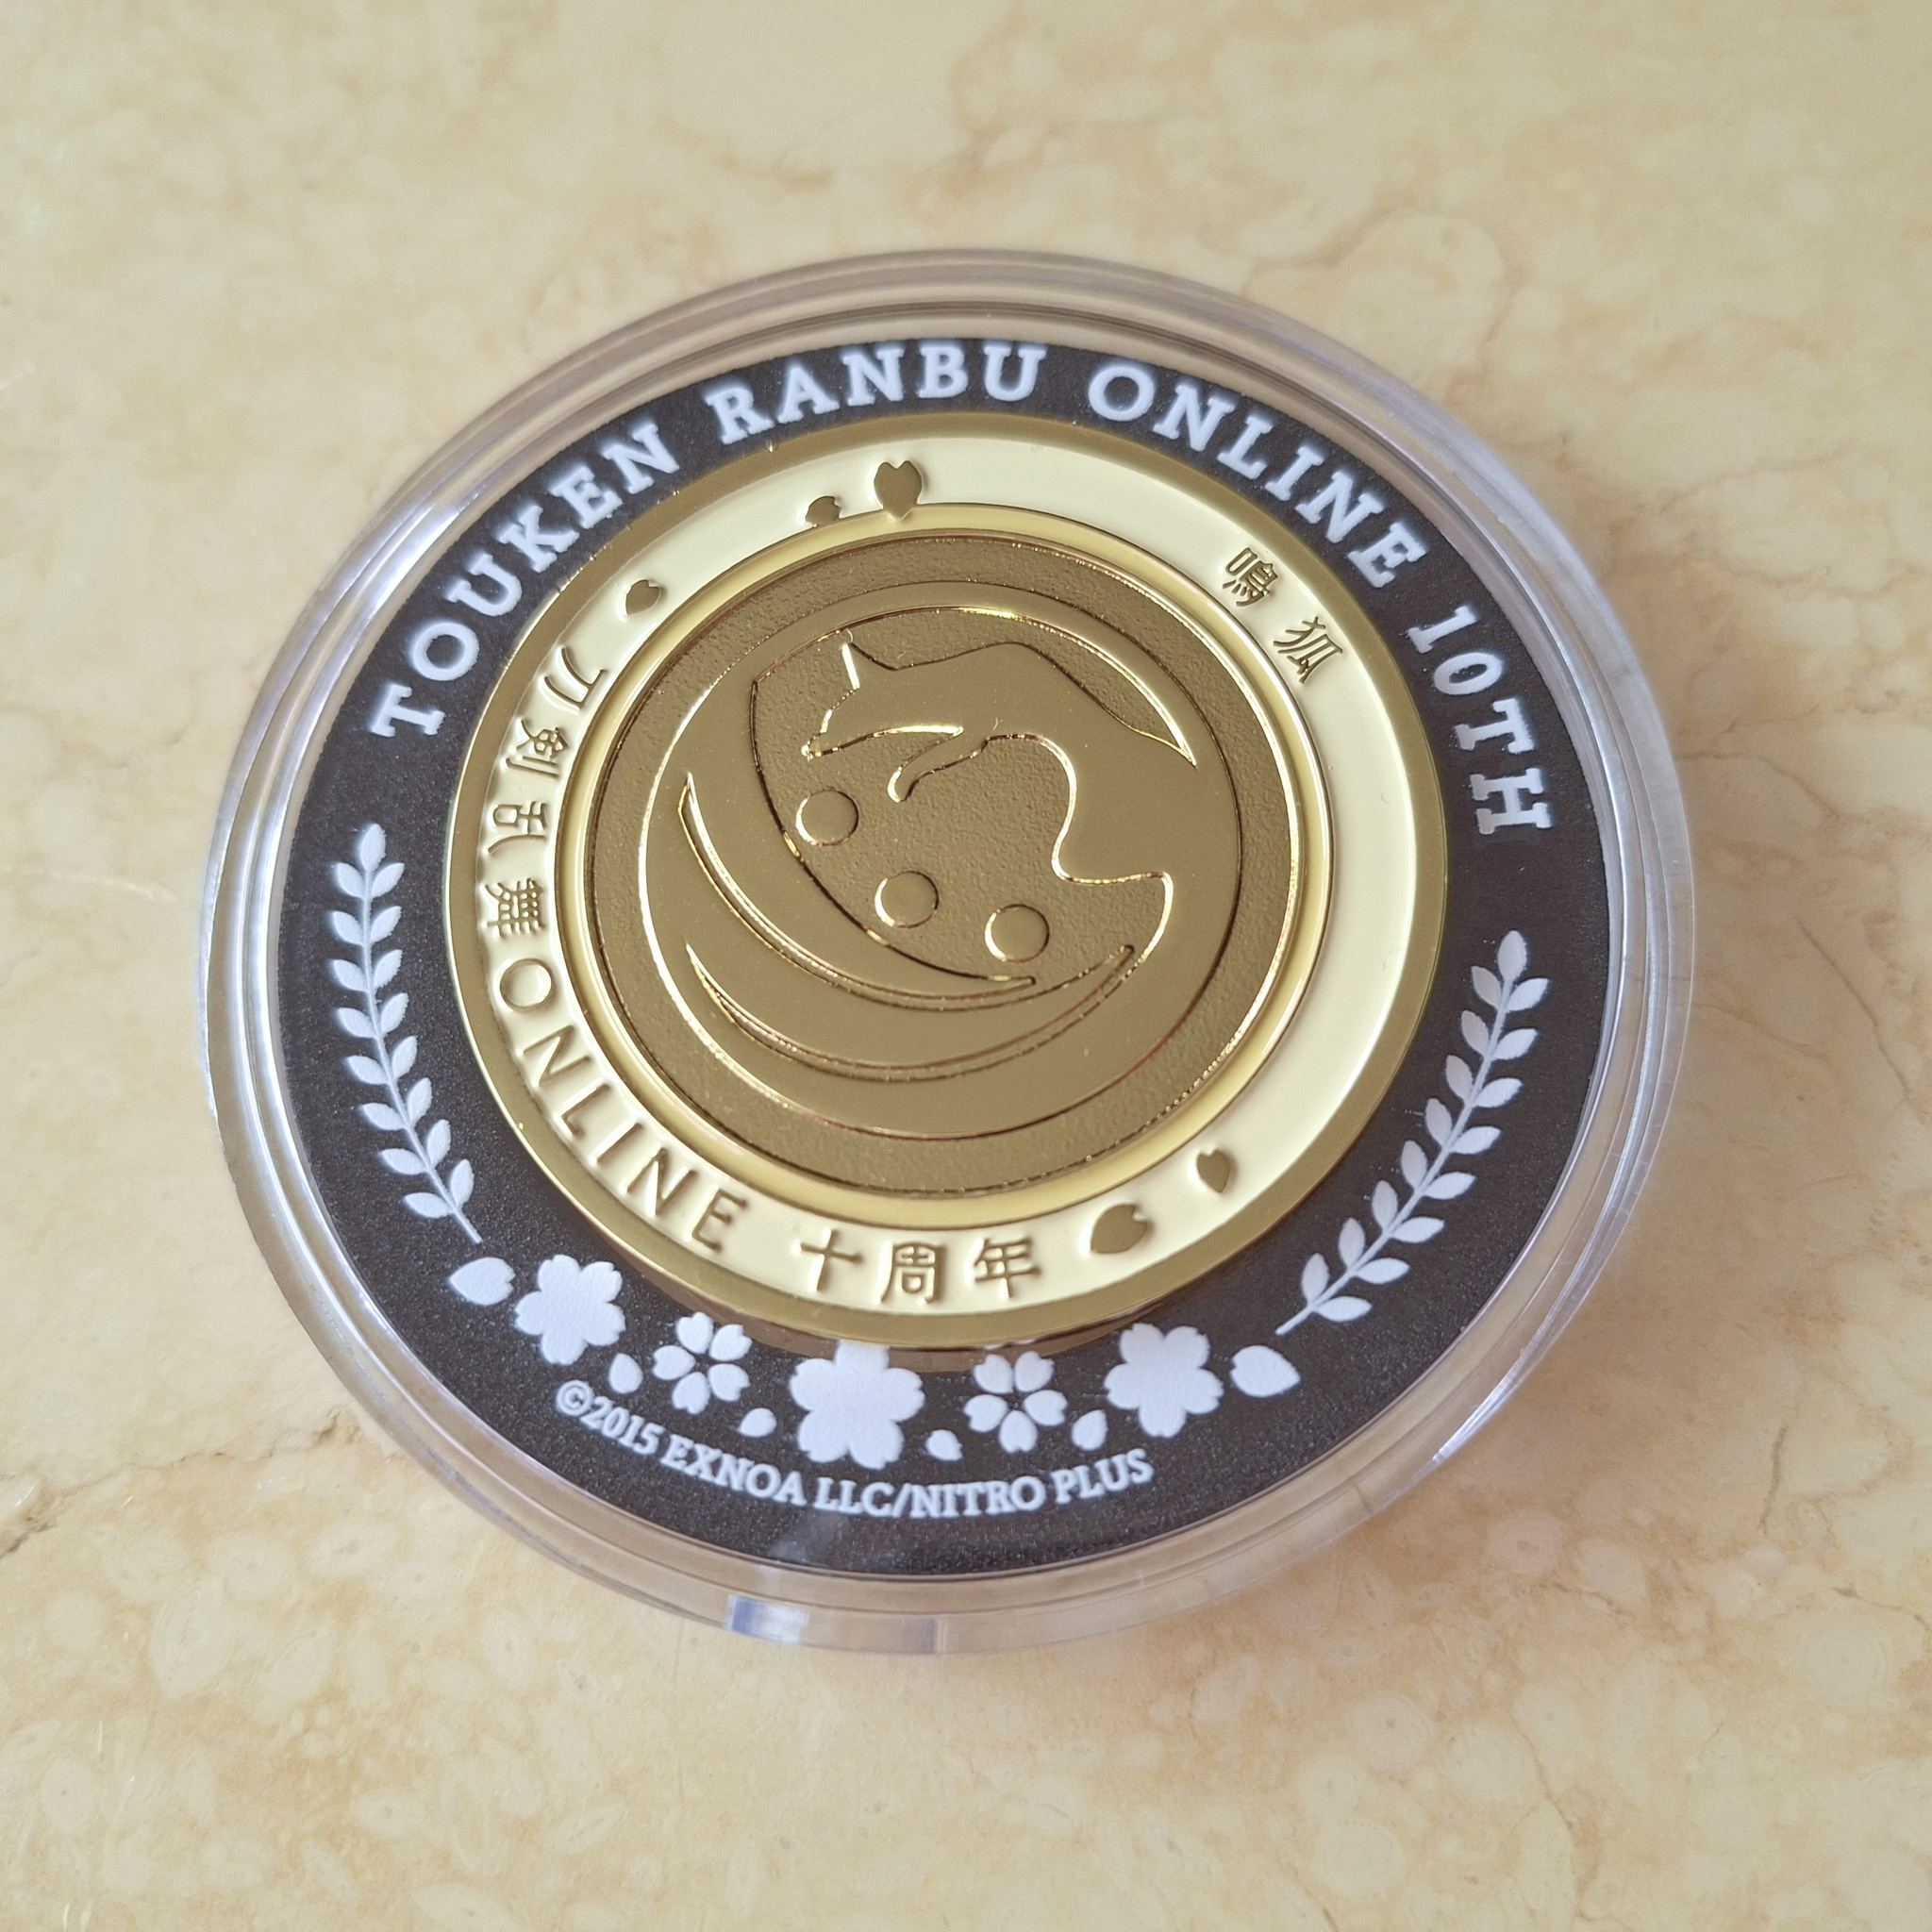 TOUKEN RANBU ONLINE 10TH
鳴狐
刀剣乱舞ONLINE 十周年
©2015 EXNOA LLC/NITRO PLUS